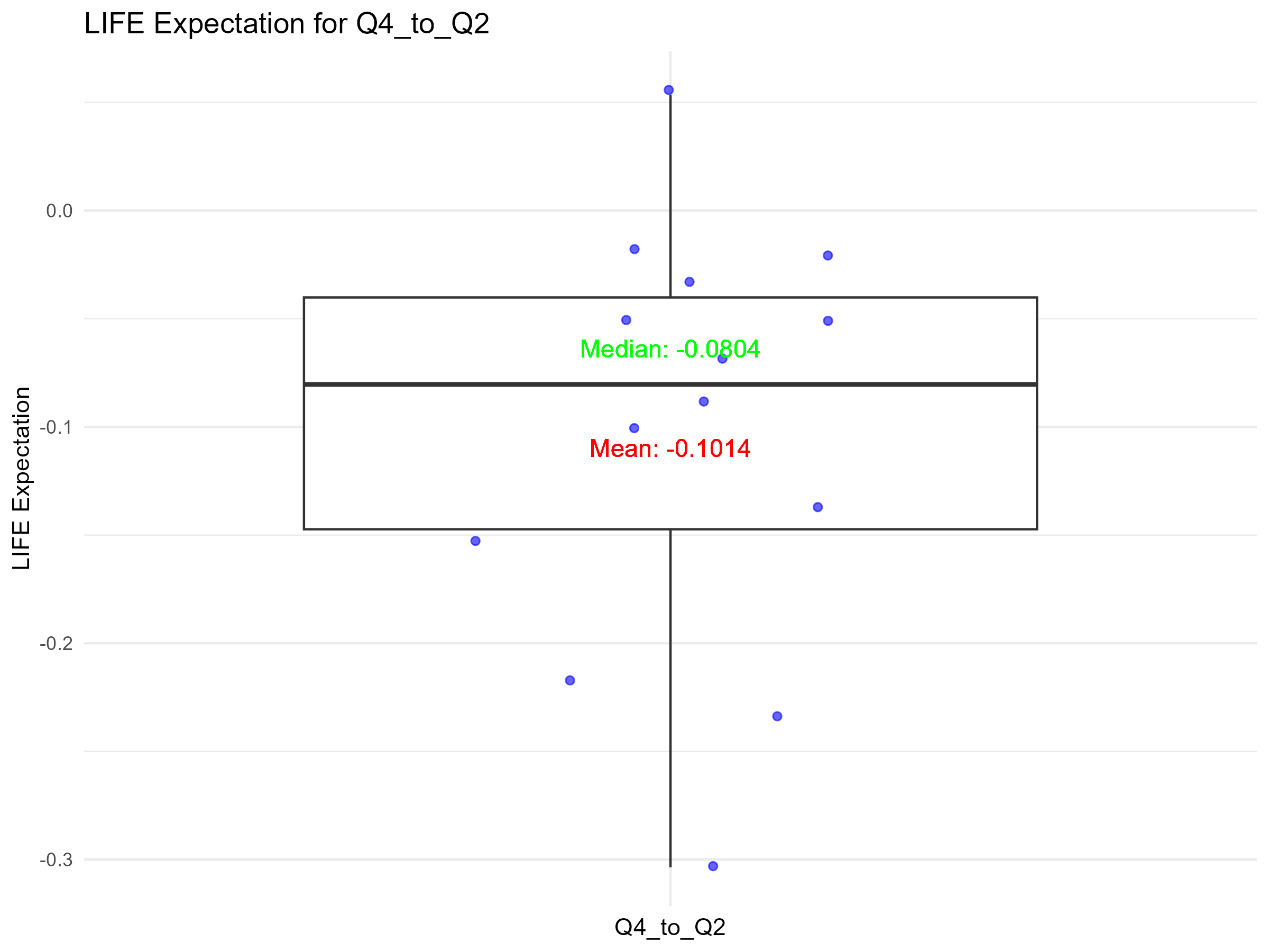 LIFE Expectation for Q4_to_Q2
LIFE Expectation
0.0
-0.1
-0.2
-0.3
Median: -0.0804
Mean: -0.1014
Q4_to_Q2